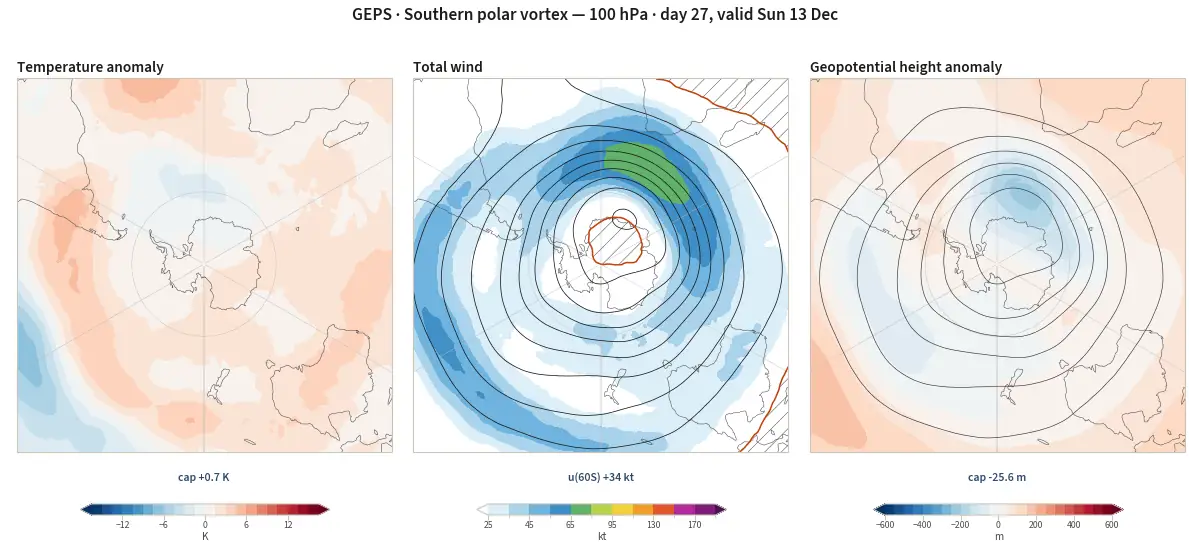 GEPS · Southern polar vortex — 100 hPa · day 27, valid Sun 13 Dec
Temperature anomaly
Total wind
Geopotential height anomaly
cap +0.7 K
u(60S) +34 kt
cap -25.6 m
−12 −6 0 6 12
K
25 45 65 95 130 170
kt
−600 −400 −200 0 200 400 600
m